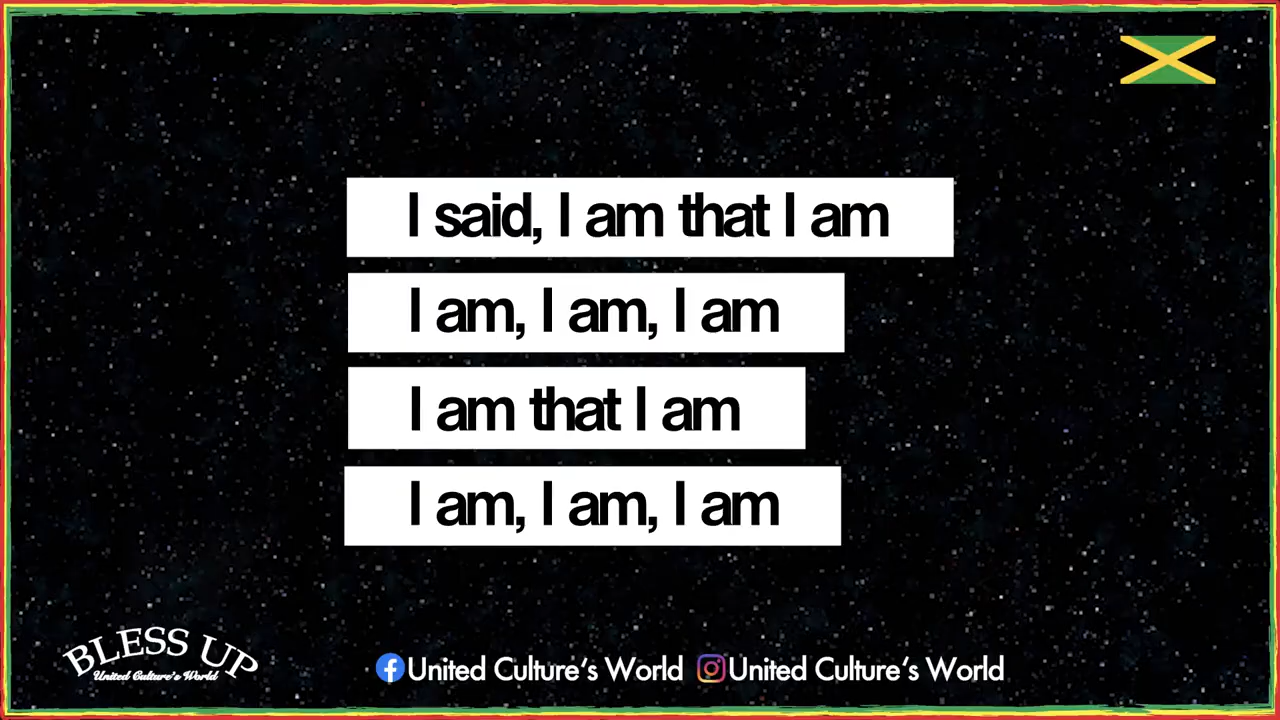 I said, I am that I am
I am, I am, I am
I am that I am
I am, I am, I am
BLESS UP
United Culture's World
United Culture's World United Culture's World